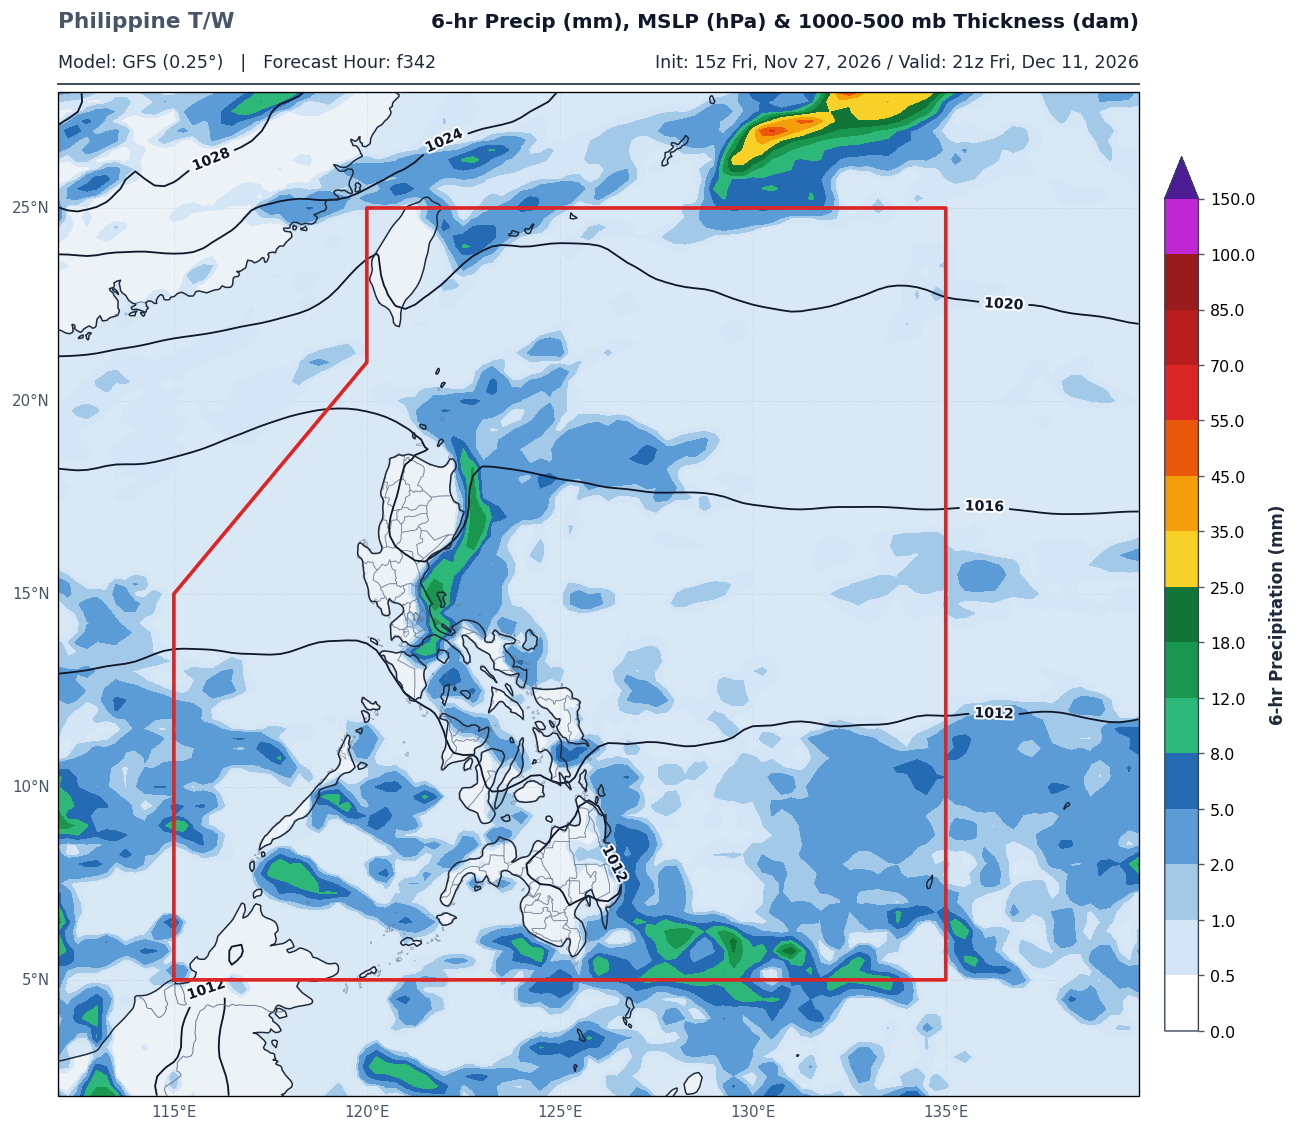 Philippine T/W
6-hr Precip (mm), MSLP (hPa) & 1000-500 mb Thickness (dam)
Model: GFS (0.25°)   |   Forecast Hour: f342
Init: 15z Fri, Nov 27, 2026 / Valid: 21z Fri, Dec 11, 2026
1028
1024
1020
1016
1012
1012
1012
25°N
20°N
15°N
10°N
5°N
115°E
120°E
125°E
130°E
135°E
150.0
100.0
85.0
70.0
55.0
45.0
35.0
25.0
18.0
12.0
8.0
5.0
2.0
1.0
0.5
0.0
6-hr Precipitation (mm)